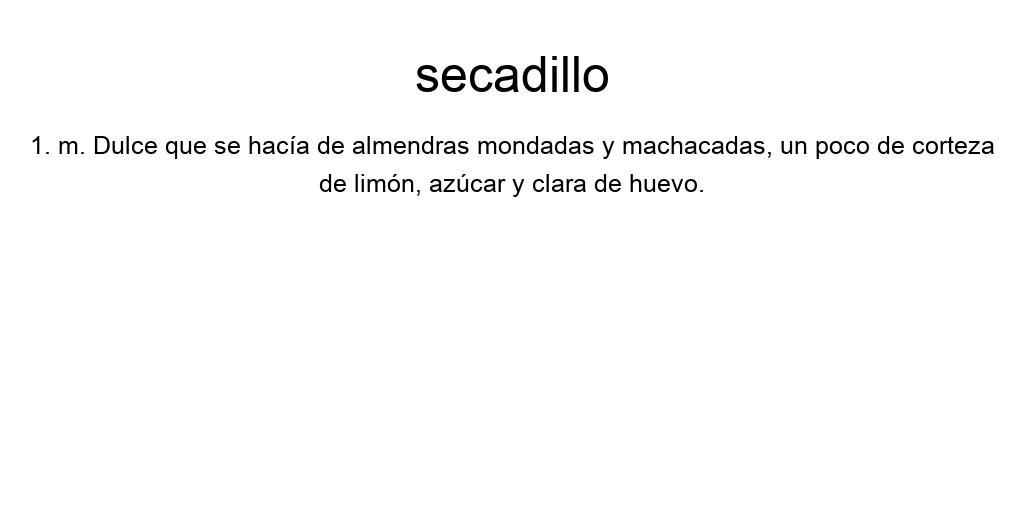 secadillo
1. m. Dulce que se hacía de almendras mondadas y machacadas, un poco de corteza
de limón, azúcar y clara de huevo.